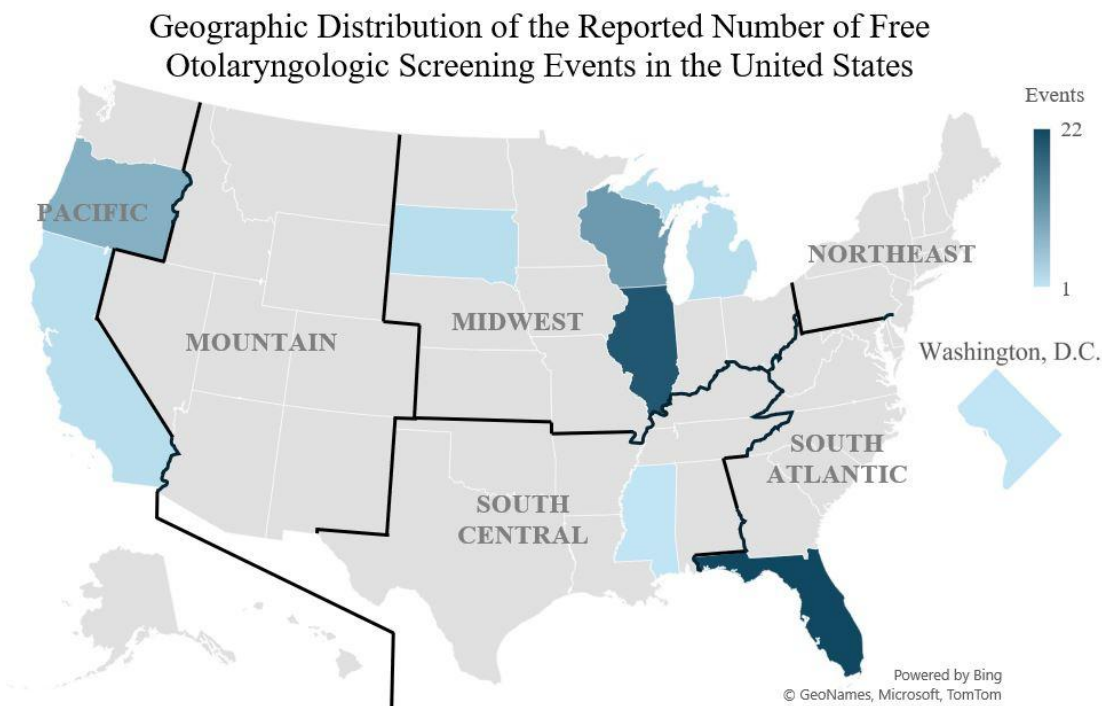 Geographic Distribution of the Reported Number of Free
Otolaryngologic Screening Events in the United States
Events
22
1
PACIFIC
NORTHEAST
MOUNTAIN
MIDWEST
Washington, D.C.
SOUTH
ATLANTIC
SOUTH
CENTRAL
Powered by Bing
© GeoNames, Microsoft, TomTom